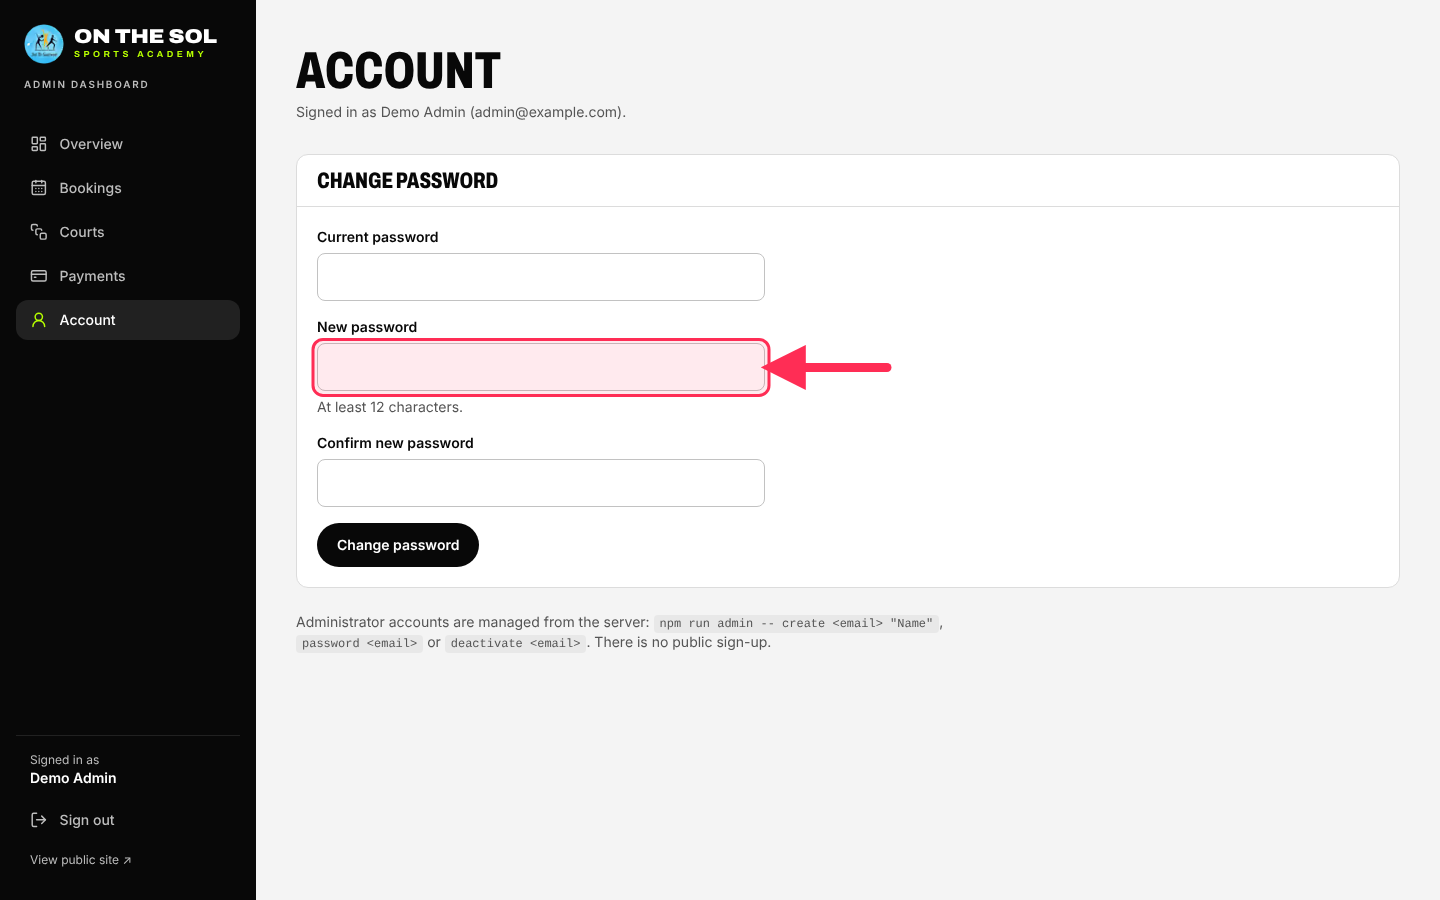 ON THE SOL
SPORTS ACADEMY
ADMIN DASHBOARD
Overview
Bookings
Courts
Payments
Account
Signed in as
Demo Admin
Sign out
View public site ↗
ACCOUNT
Signed in as Demo Admin (admin@example.com).
CHANGE PASSWORD
Current password
New password
At least 12 characters.
Confirm new password
Change password
Administrator accounts are managed from the server: npm run admin -- create <email> "Name",
password <email> or deactivate <email>. There is no public sign-up.